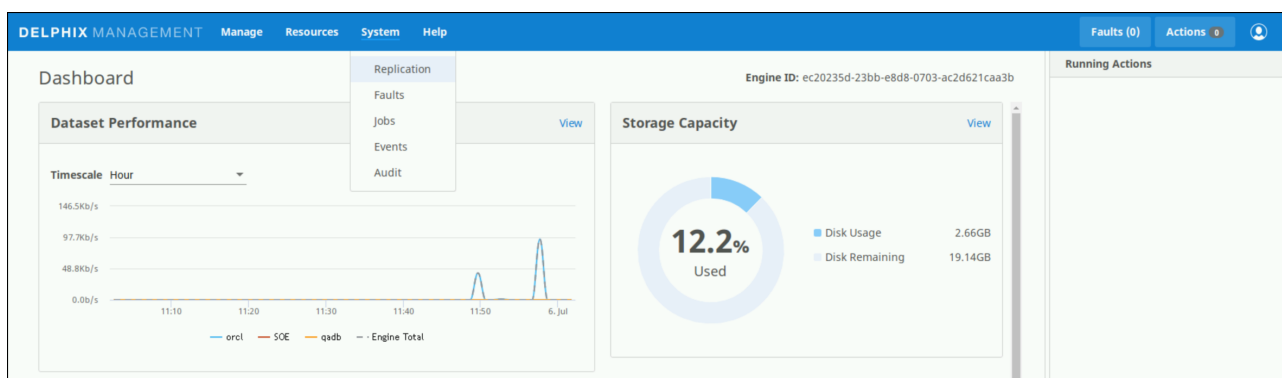 DELPHIX MANAGEMENT Manage Resources System Help Faults (0) Actions 0
Replication
Faults
Jobs
Events
Audit
Dashboard
Engine ID: ec20235d-23bb-e8d8-0703-ac2d621caa3b
Running Actions
Dataset Performance View
Timescale Hour
146.5Kb/s
97.7Kb/s
48.8Kb/s
0.0b/s
11:10 11:20 11:30 11:40 11:50 6. Jul
orcl SOE qadb Engine Total
Storage Capacity View
12.2%
Used
Disk Usage 2.66GB
Disk Remaining 19.14GB